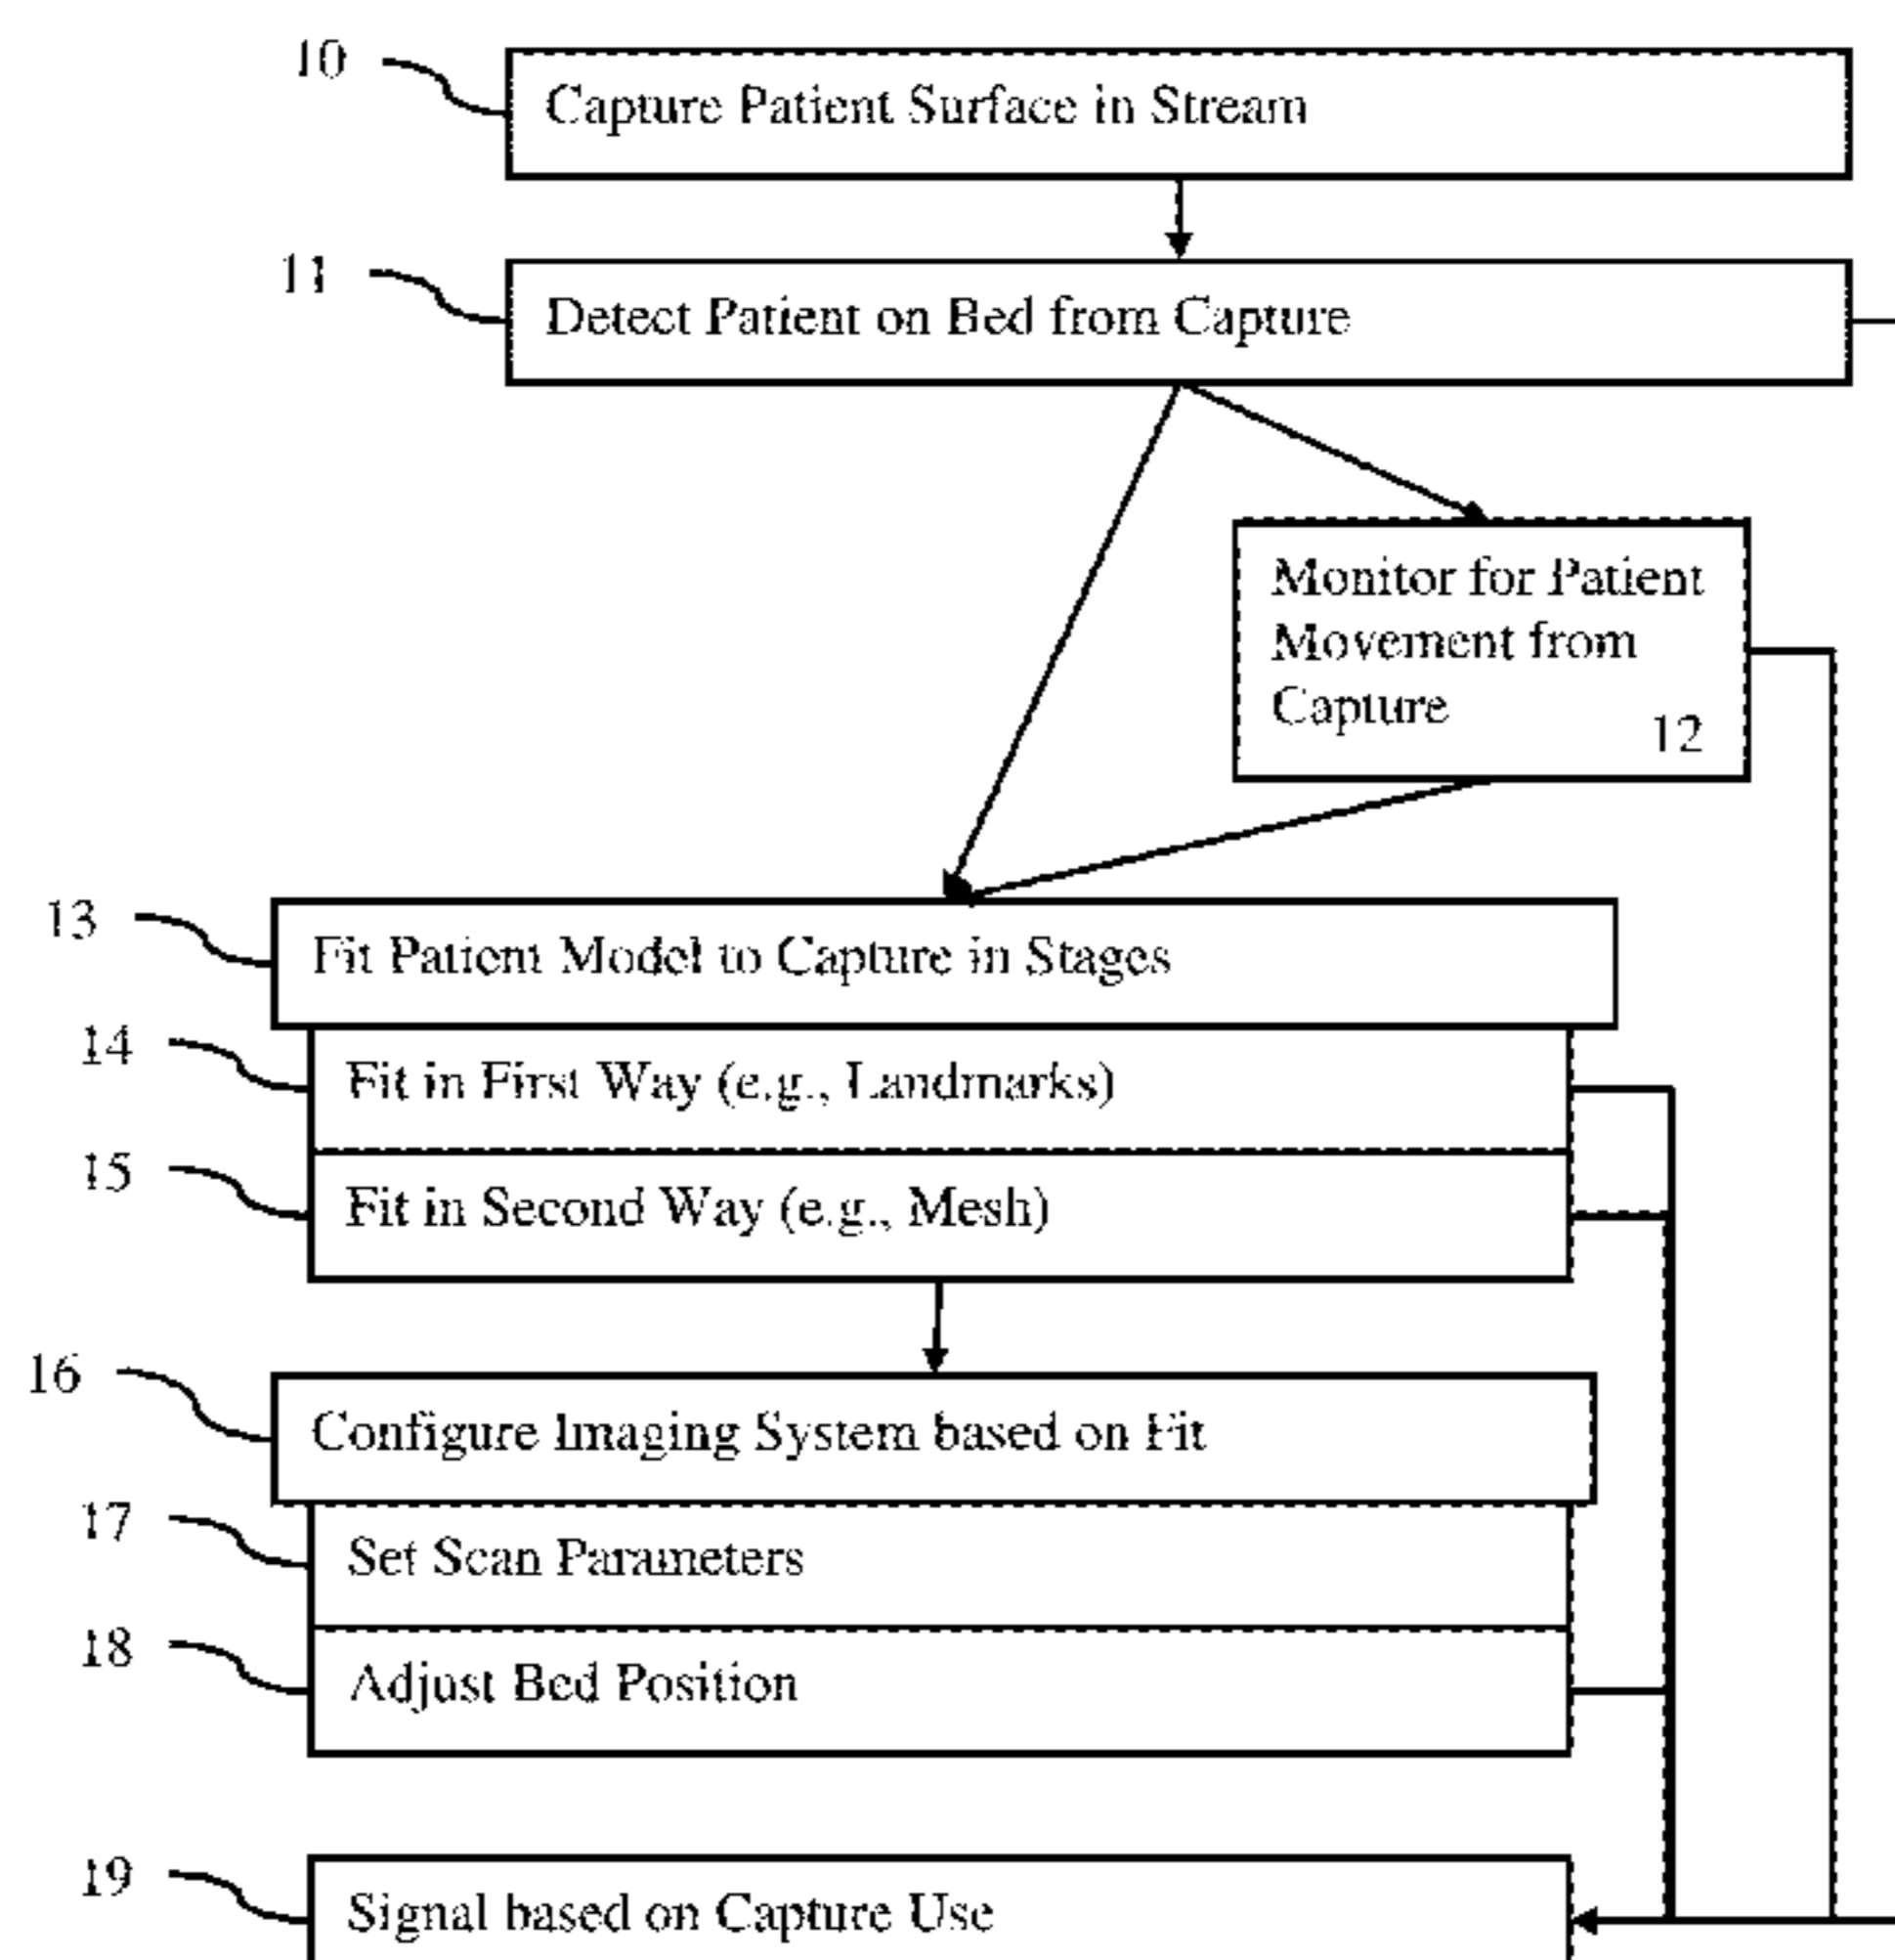 10
Capture Patient Surface in Stream
11
Detect Patient on Bed from Capture
Monitor for Patient
Movement from
Capture
12
13
Fit Patient Model to Capture in Stages
14
Fit in First Way (e.g., Landmarks)
15
Fit in Second Way (e.g., Mesh)
16
Configure Imaging System based on Fit
17
Set Scan Parameters
18
Adjust Bed Position
19
Signal based on Capture Use